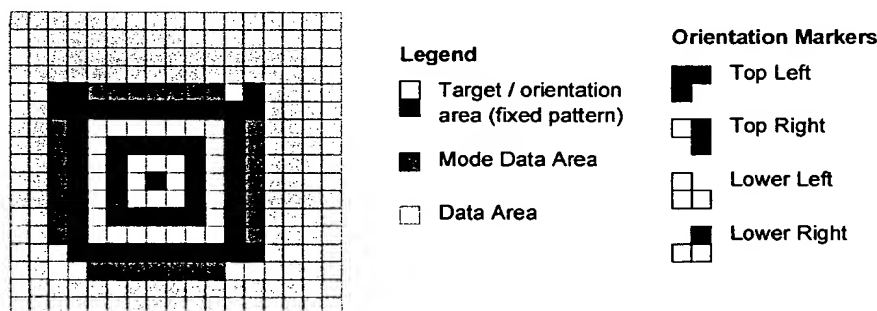 Legend
Target / orientation
area (fixed pattern)
Mode Data Area
Data Area
Orientation Markers
Top Left
Top Right
Lower Left
Lower Right